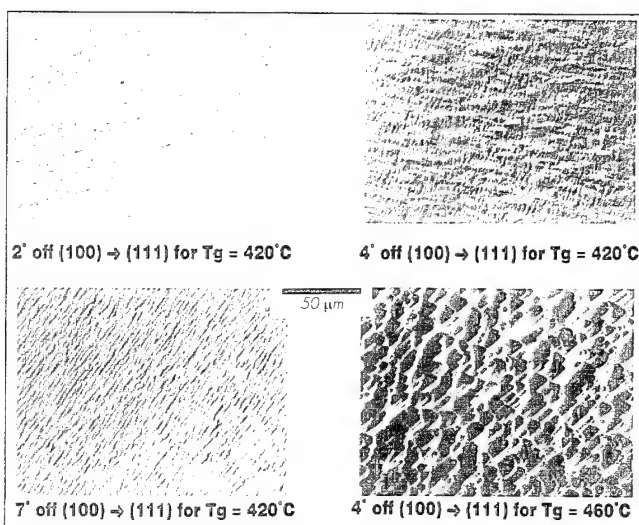 2° off (100) → (111) for Tg = 420°C
4° off (100) → (111) for Tg = 420°C
50 μm
7° off (100) → (111) for Tg = 420°C
4° off (100) → (111) for Tg = 460°C